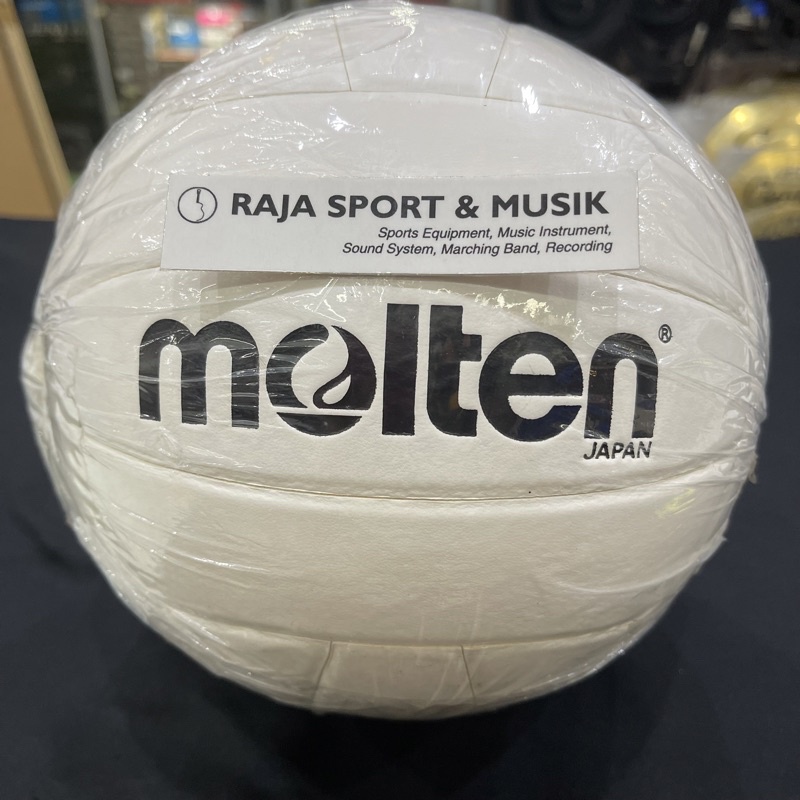 RAJA SPORT & MUSIK
Sports Equipment, Music Instrument,
Sound System, Marching Band, Recording
molten®
JAPAN